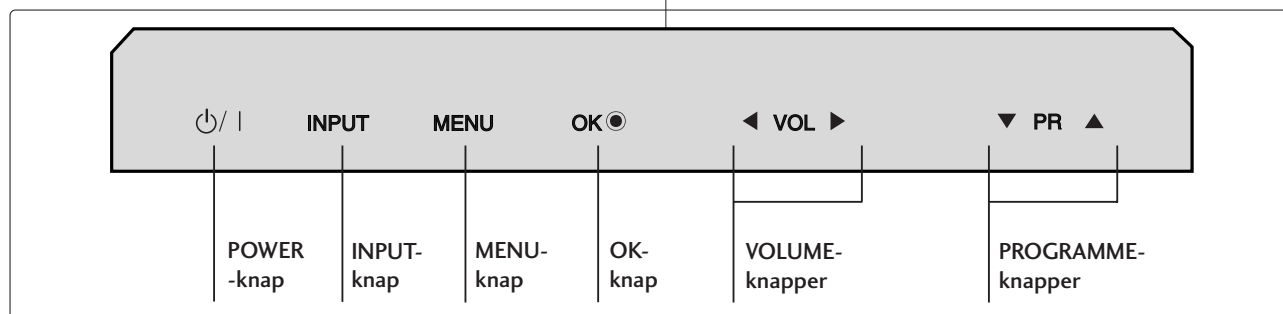 ⏻/ I INPUT MENU OK◉ ◀ VOL ▶ ▼ PR ▲
POWER
-knap
INPUT-
knap
MENU-
knap
OK-
knap
VOLUME-
knapper
PROGRAMME-
knapper